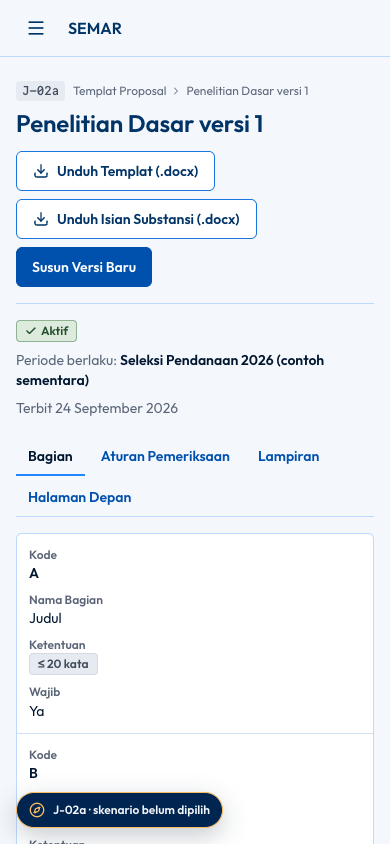 SEMAR
J-02a Templat Proposal > Penelitian Dasar versi 1
Penelitian Dasar versi 1
Unduh Templat (.docx)
Unduh Isian Substansi (.docx)
Susun Versi Baru
Aktif
Periode berlaku: Seleksi Pendanaan 2026 (contoh
sementara)
Terbit 24 September 2026
Bagian Aturan Pemeriksaan Lampiran
Halaman Depan
Kode
A
Nama Bagian
Judul
Ketentuan
≤ 20 kata
Wajib
Ya
Kode
B
J-02a · skenario belum dipilih
Ketentuan